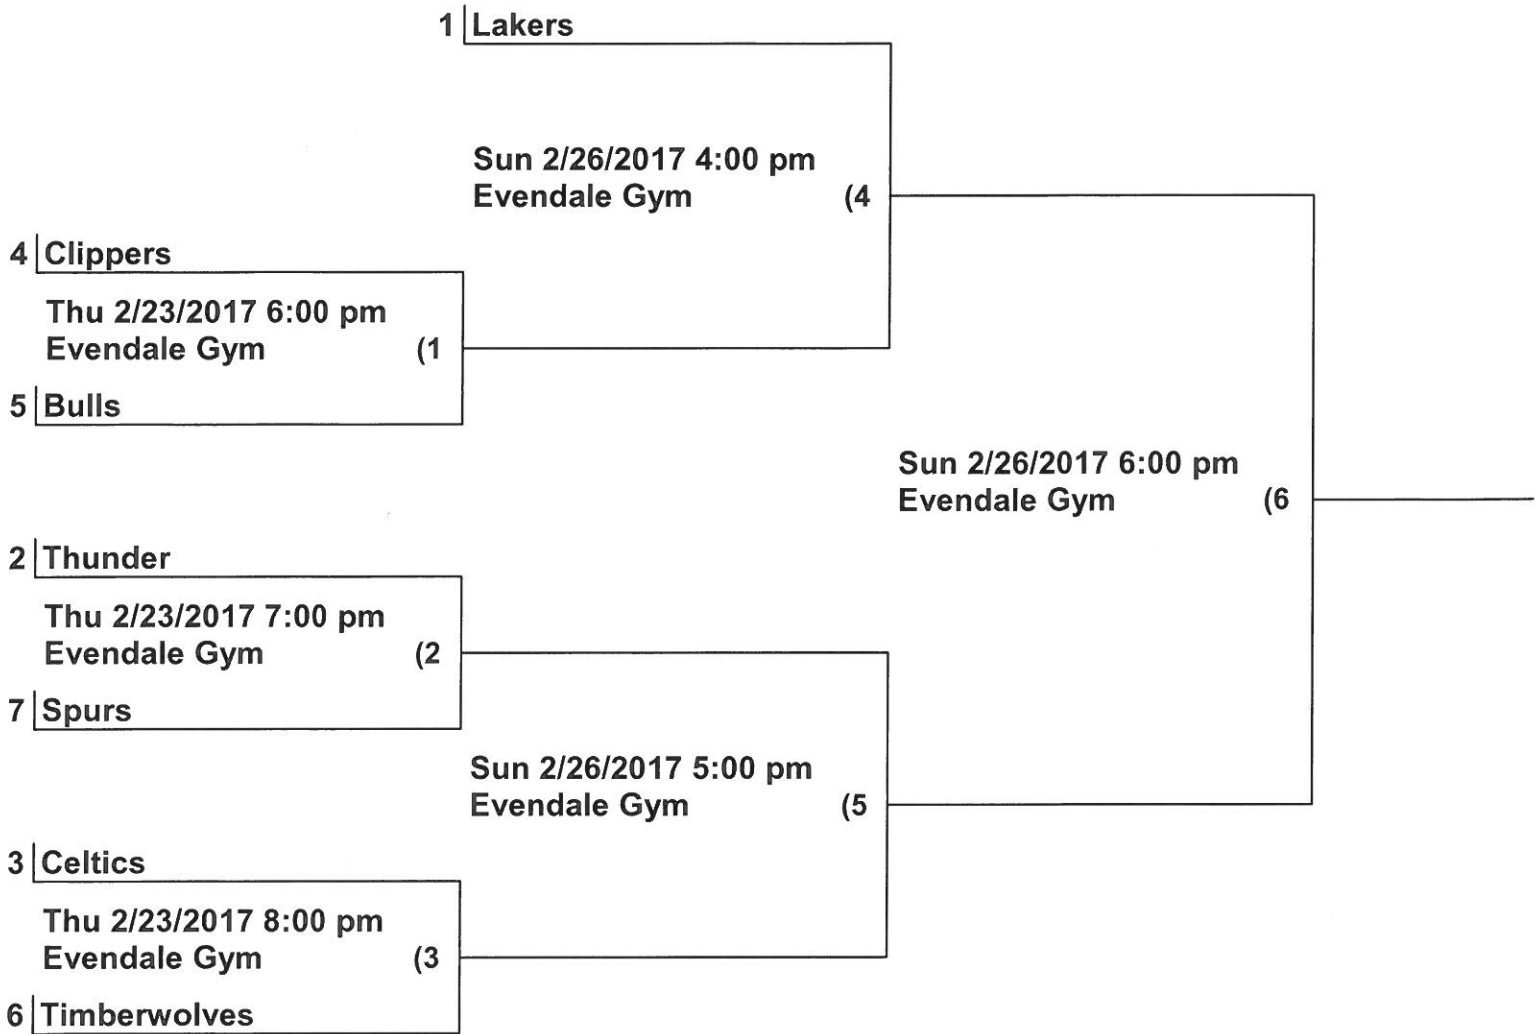 1 Lakers
Sun 2/26/2017 4:00 pm
Evendale Gym (4
4 Clippers
Thu 2/23/2017 6:00 pm
Evendale Gym (1
5 Bulls
Sun 2/26/2017 6:00 pm
Evendale Gym (6
2 Thunder
Thu 2/23/2017 7:00 pm
Evendale Gym (2
7 Spurs
Sun 2/26/2017 5:00 pm
Evendale Gym (5
3 Celtics
Thu 2/23/2017 8:00 pm
Evendale Gym (3
6 Timberwolves